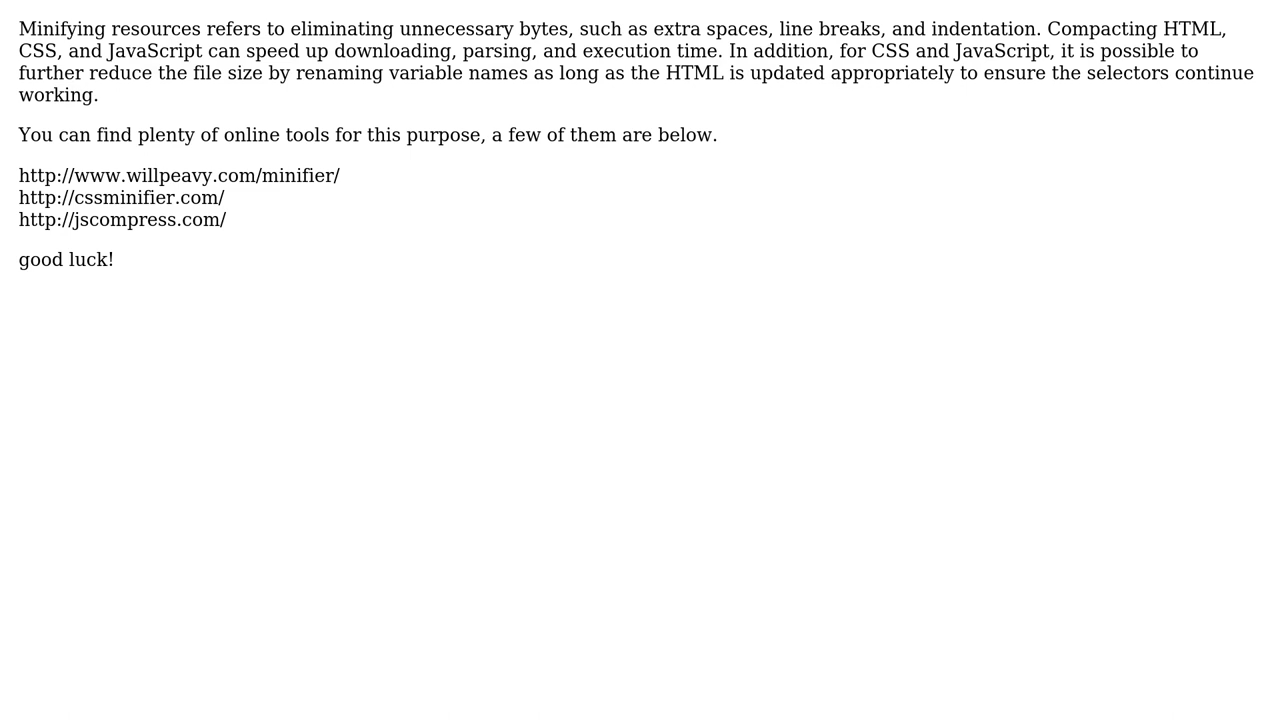 Minifying resources refers to eliminating unnecessary bytes, such as extra spaces, line breaks, and indentation. Compacting HTML,
CSS, and JavaScript can speed up downloading, parsing, and execution time. In addition, for CSS and JavaScript, it is possible to
further reduce the file size by renaming variable names as long as the HTML is updated appropriately to ensure the selectors continue
working.
You can find plenty of online tools for this purpose, a few of them are below.
http://www.willpeavy.com/minifier/
http://cssminifier.com/
http://jscompress.com/
good luck!